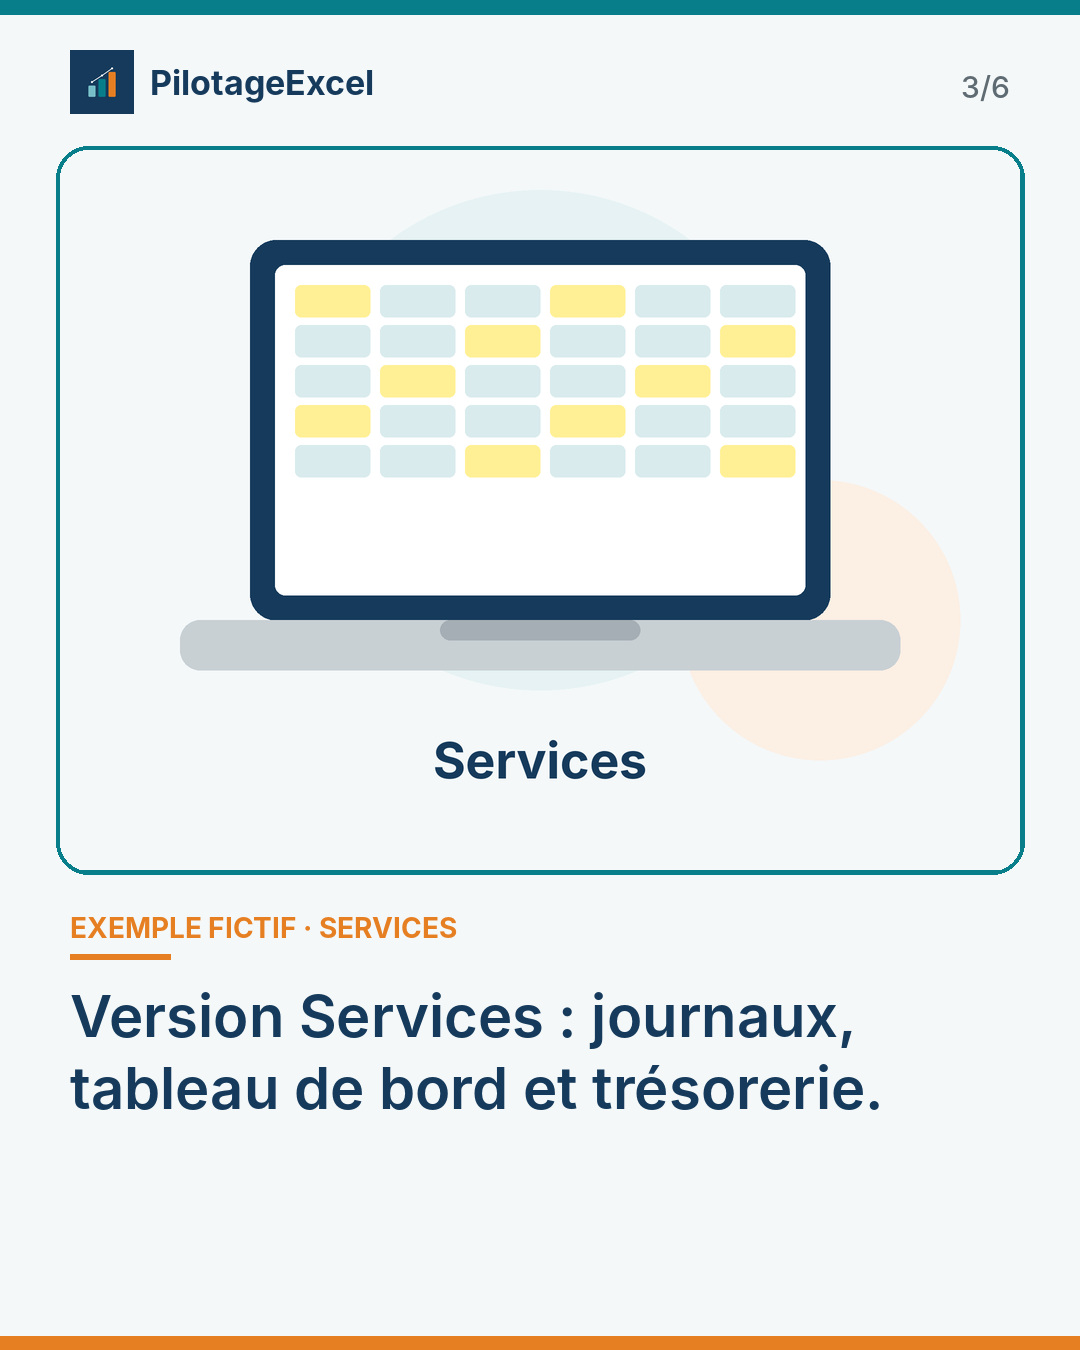 PilotageExcel
3/6
Services
EXEMPLE FICTIF · SERVICES
Version Services : journaux,
tableau de bord et trésorerie.